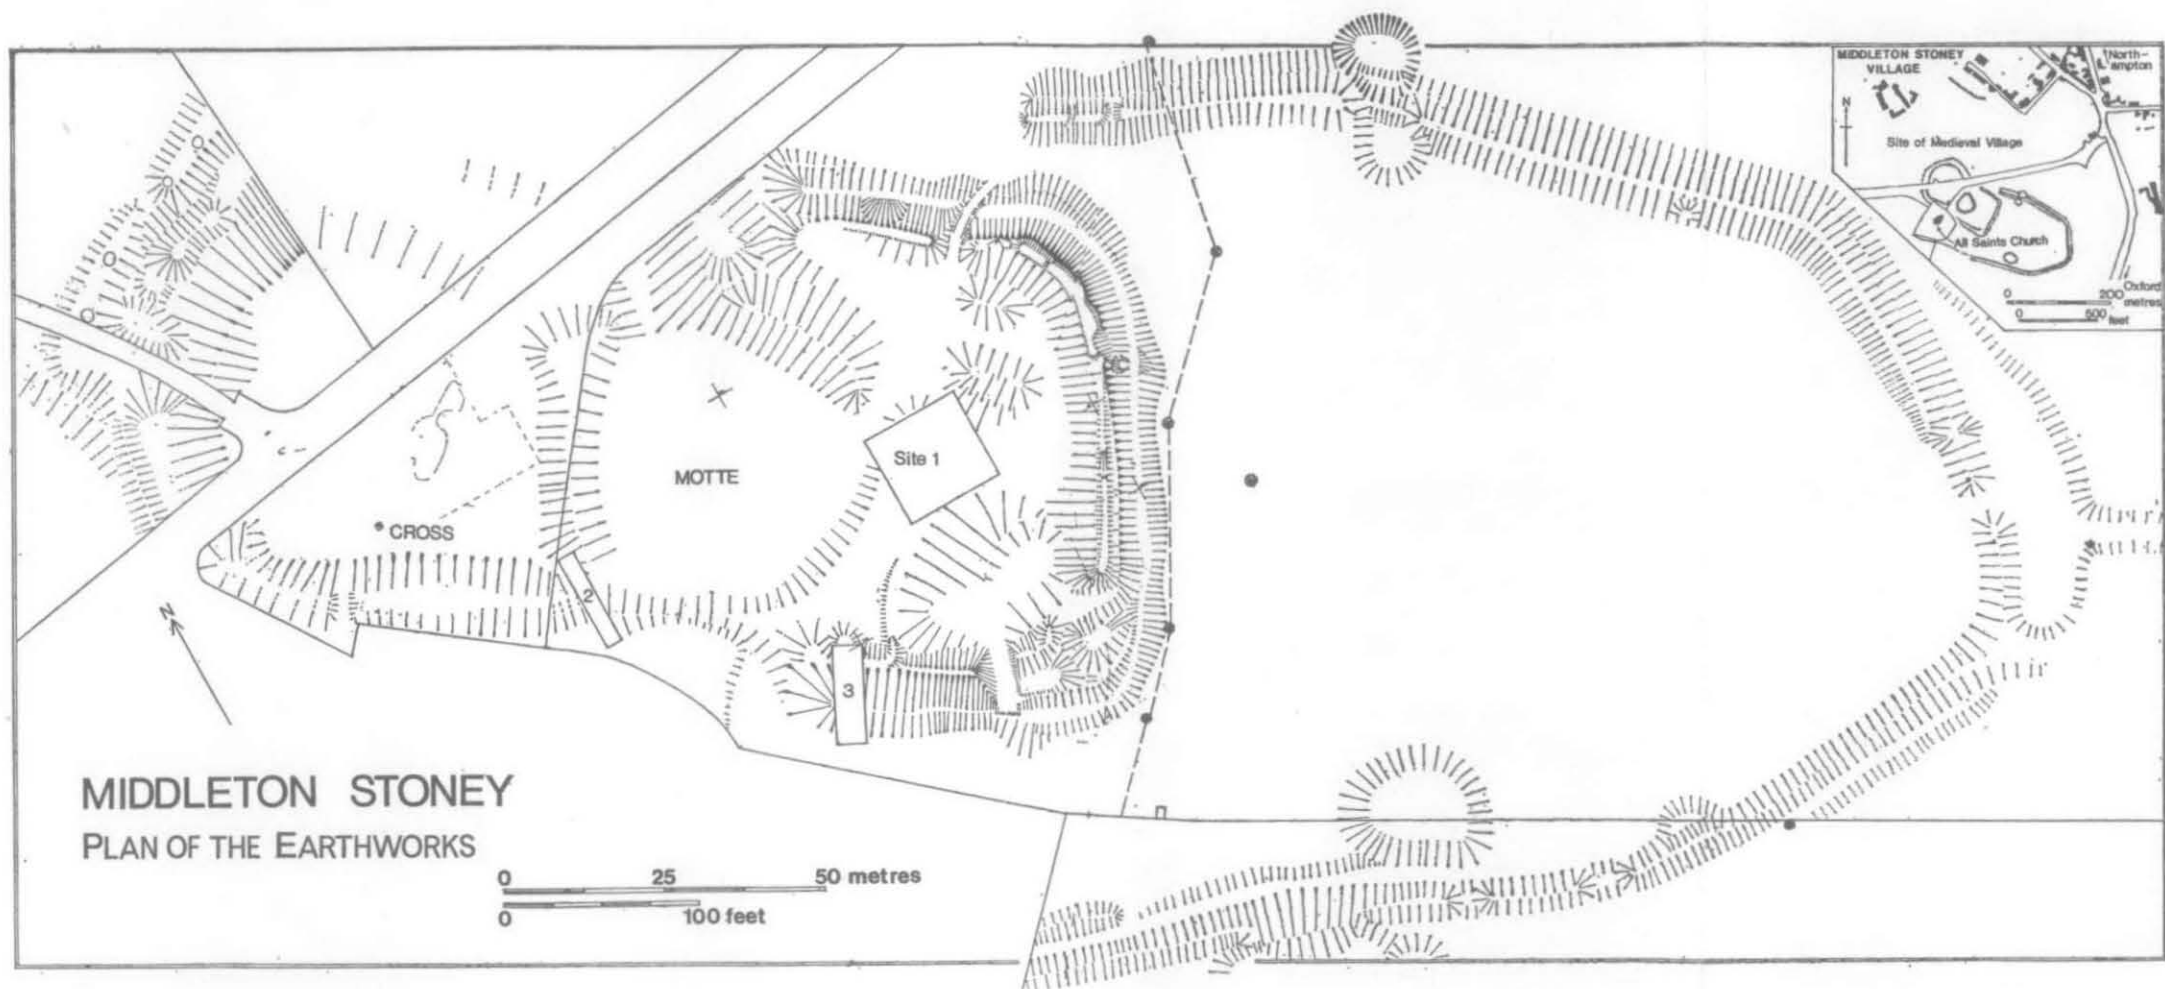 MIDDLETON STONEY
VILLAGE
North-
ampton
N
Site of Medieval Village
All Saints Church
0 200 Oxford
metres
0 500 feet
Site 1
MOTTE
CROSS
2
N
3
MIDDLETON STONEY
PLAN OF THE EARTHWORKS
0 25 50 metres
0 100 feet